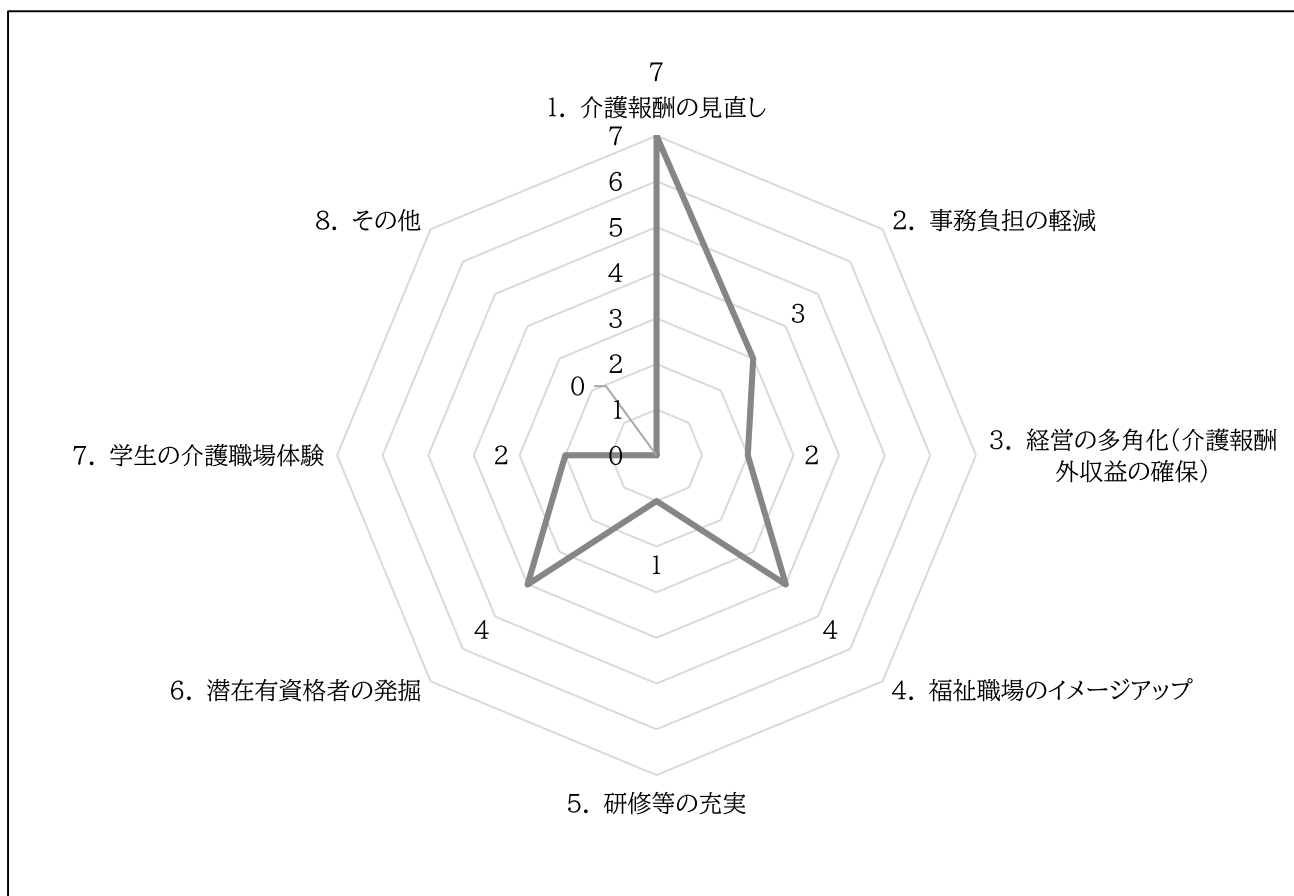 7
1. 介護報酬の見直し
7
6
5
4
3
2
1
0
0
8. その他
2. 事務負担の軽減
3
7. 学生の介護職場体験
2
2
3. 経営の多角化（介護報酬
外収益の確保）
1
4
4
6. 潜在有資格者の発掘
4. 福祉職場のイメージアップ
5. 研修等の充実